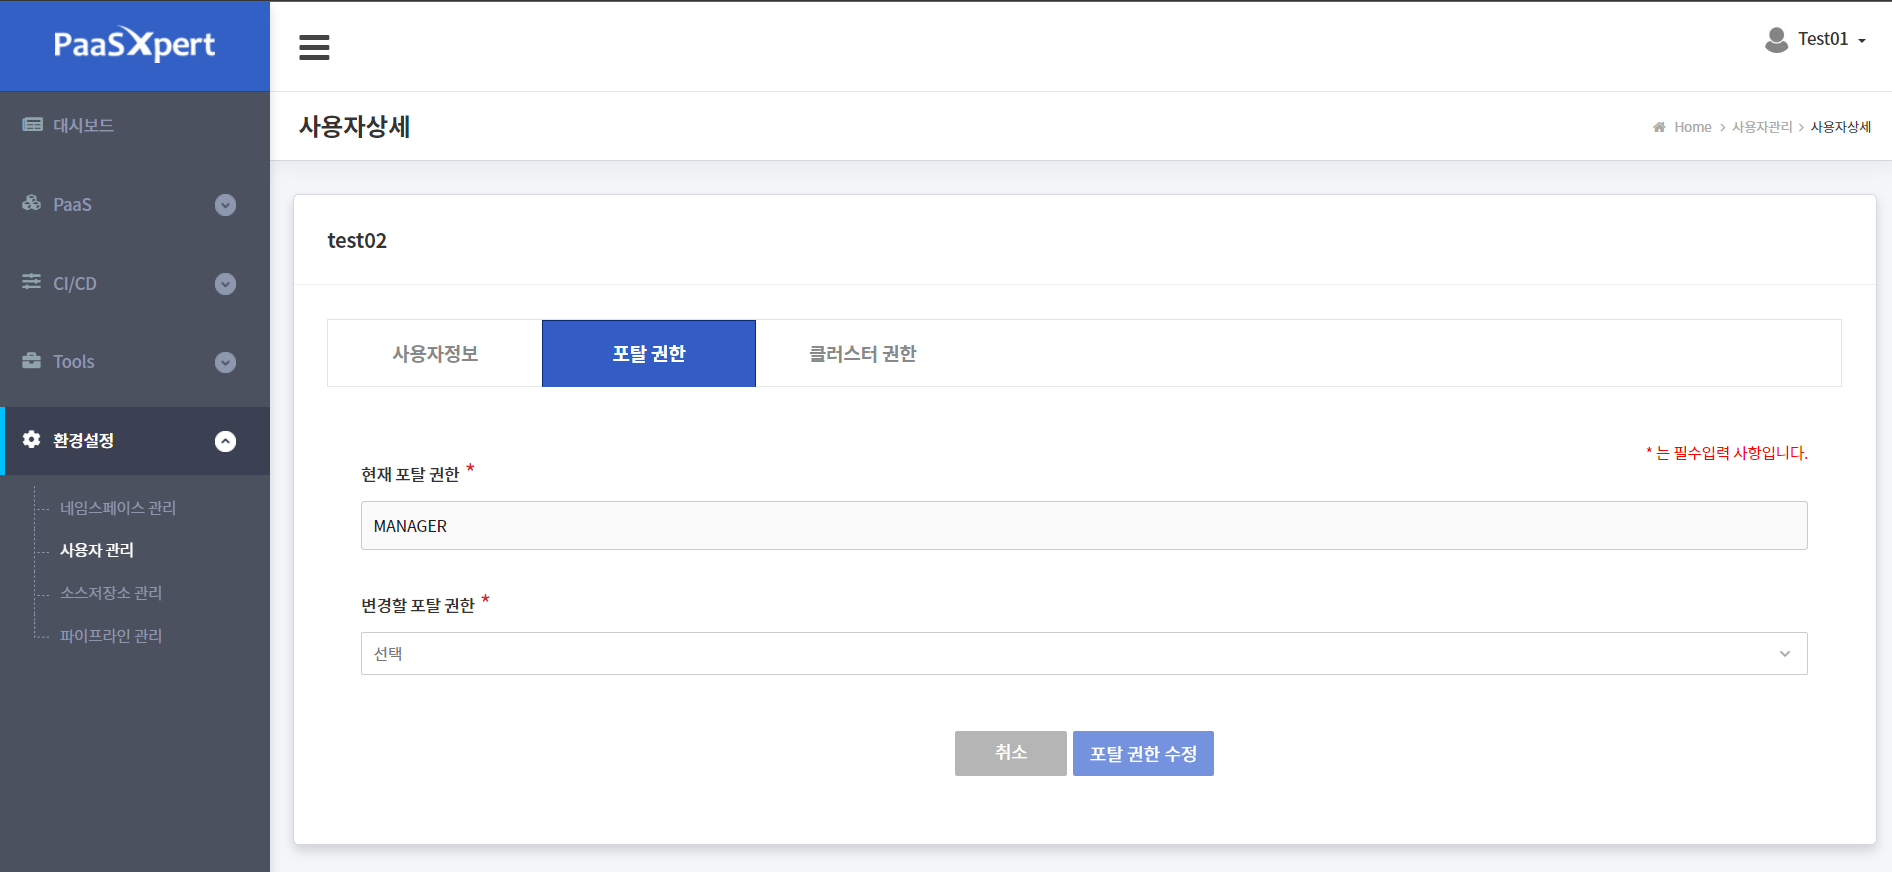 PaaSXpert
Test01
대시보드
PaaS
CI/CD
Tools
환경설정
네임스페이스 관리
사용자 관리
소스저장소 관리
파이프라인 관리
사용자상세
Home > 사용자관리 > 사용자상세
test02
사용자정보 포탈 권한 클러스터 권한
* 는 필수입력 사항입니다.
현재 포탈 권한 *
MANAGER
변경할 포탈 권한 *
선택
취소 포탈 권한 수정